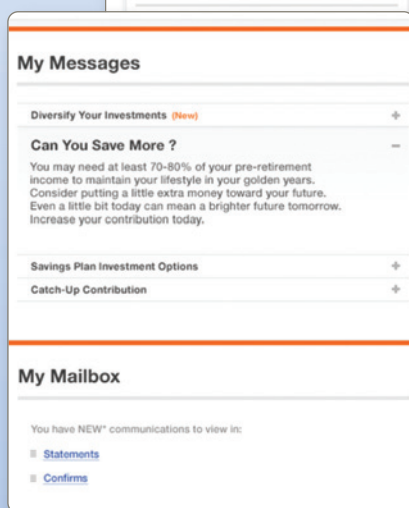 My Messages
Diversify Your Investments (New)
Can You Save More ?
You may need at least 70-80% of your pre-retirement
income to maintain your lifestyle in your golden years.
Consider putting a little extra money toward your future.
Even a little bit today can mean a brighter future tomorrow.
Increase your contribution today.
Savings Plan Investment Options
Catch-Up Contribution
My Mailbox
You have NEW* communications to view in:
Statements
Confirms